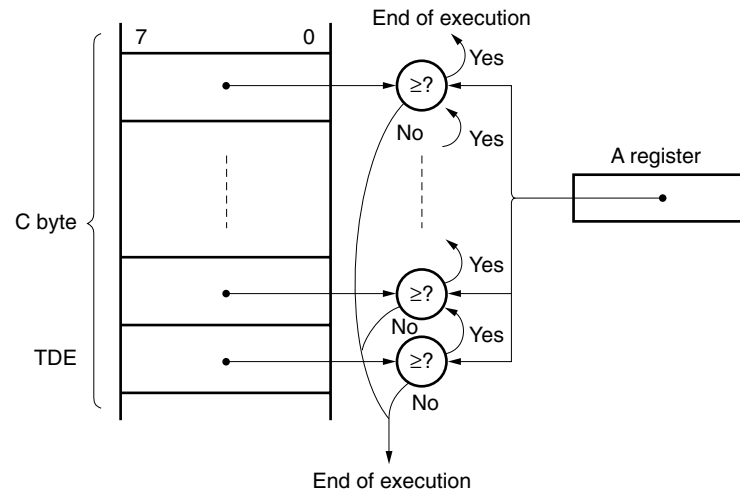 End of execution
7 0
Yes
≥?
No
Yes
A register
C byte
Yes
≥?
No
Yes
TDE
≥?
No
End of execution